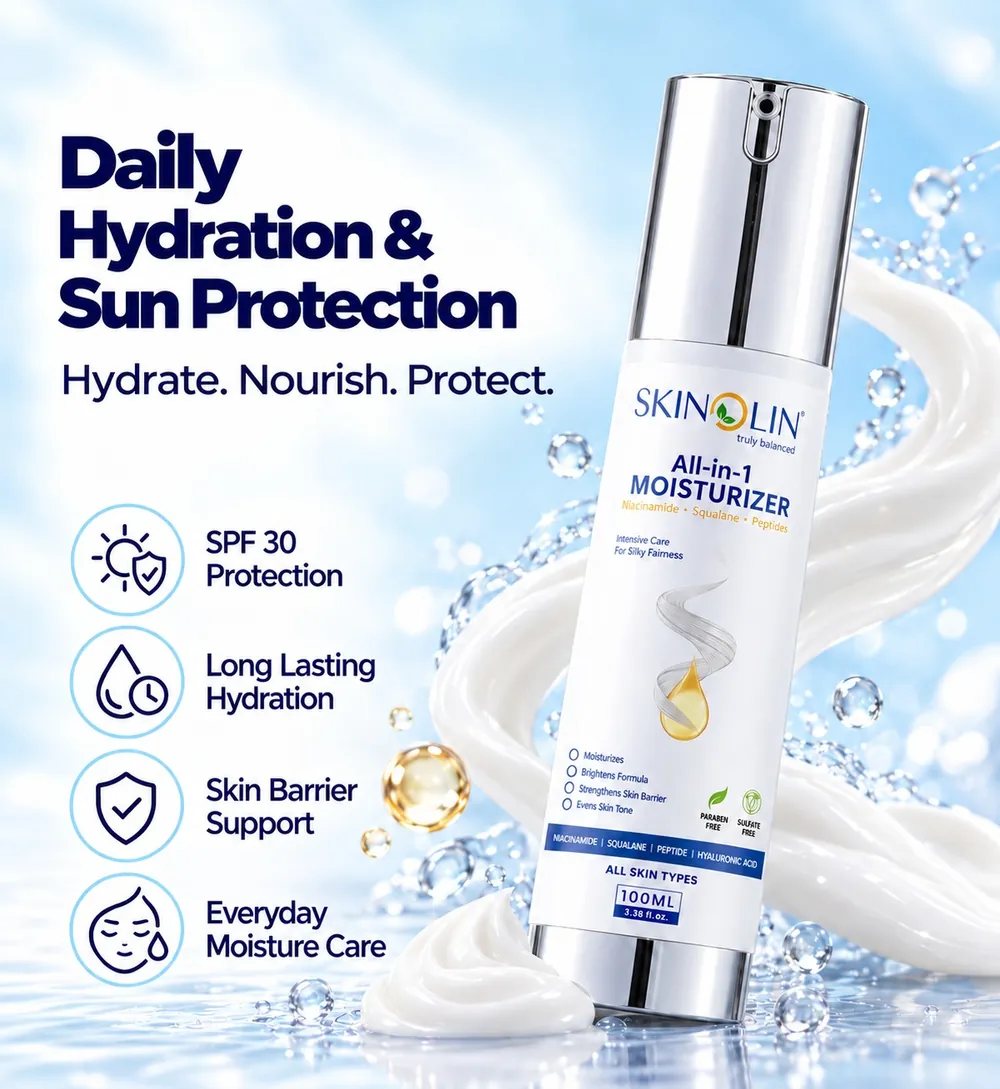 Daily
Hydration &
Sun Protection
Hydrate. Nourish. Protect.
SPF 30
Protection
Long Lasting
Hydration
Skin Barrier
Support
Everyday
Moisture Care
SKINOLIN®
truly balanced
All-in-1
MOISTURIZER
Niacinamide • Squalane • Peptides
Intensive Care
For Silky Fairness
Moisturizes
Brightens Formula
Strengthens Skin Barrier
Evens Skin Tone
PARABEN
FREE
SULFATE
FREE
NIACINAMIDE | SQUALANE | PEPTIDE | HYALURONIC ACID
ALL SKIN TYPES
100ML
3.38 fl.oz.